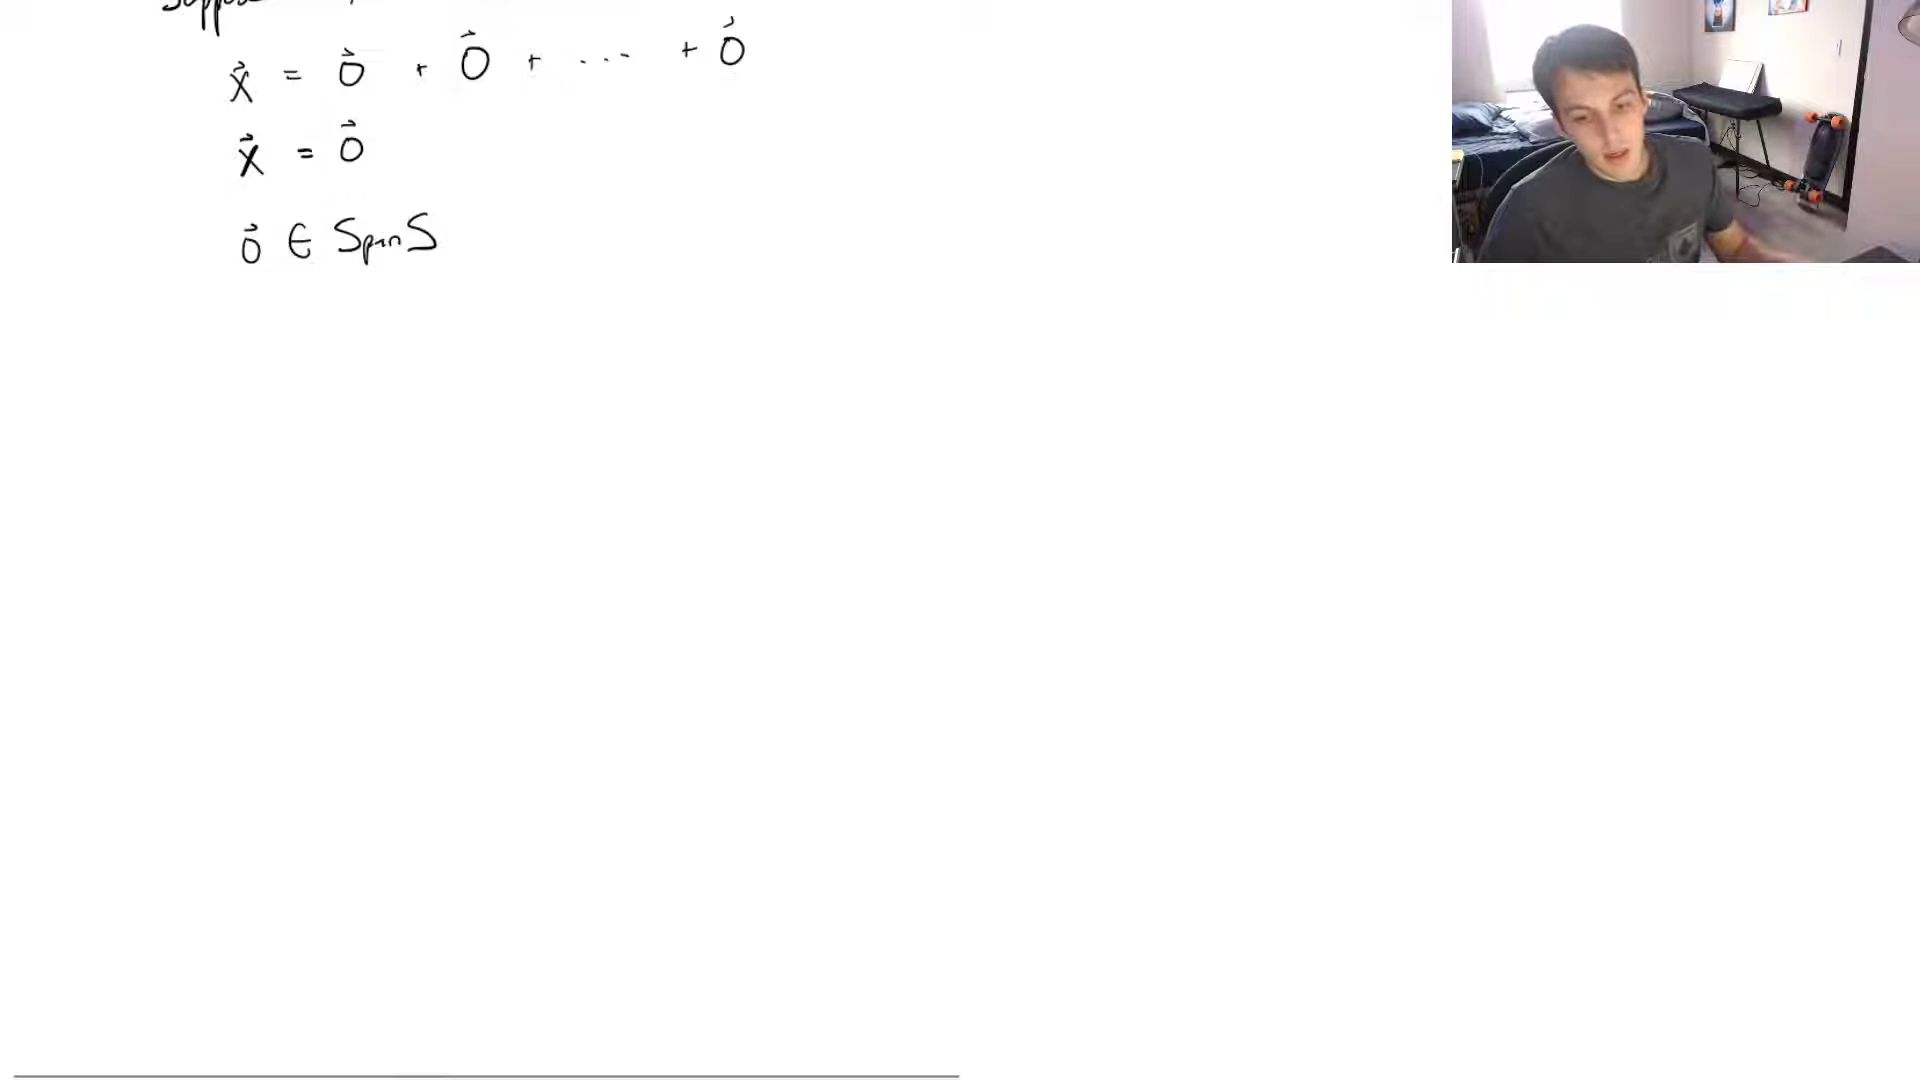 x⃗ = 0⃗ + 0⃗ + ... + 0⃗
x⃗ = 0⃗
0⃗ ∈ Span S